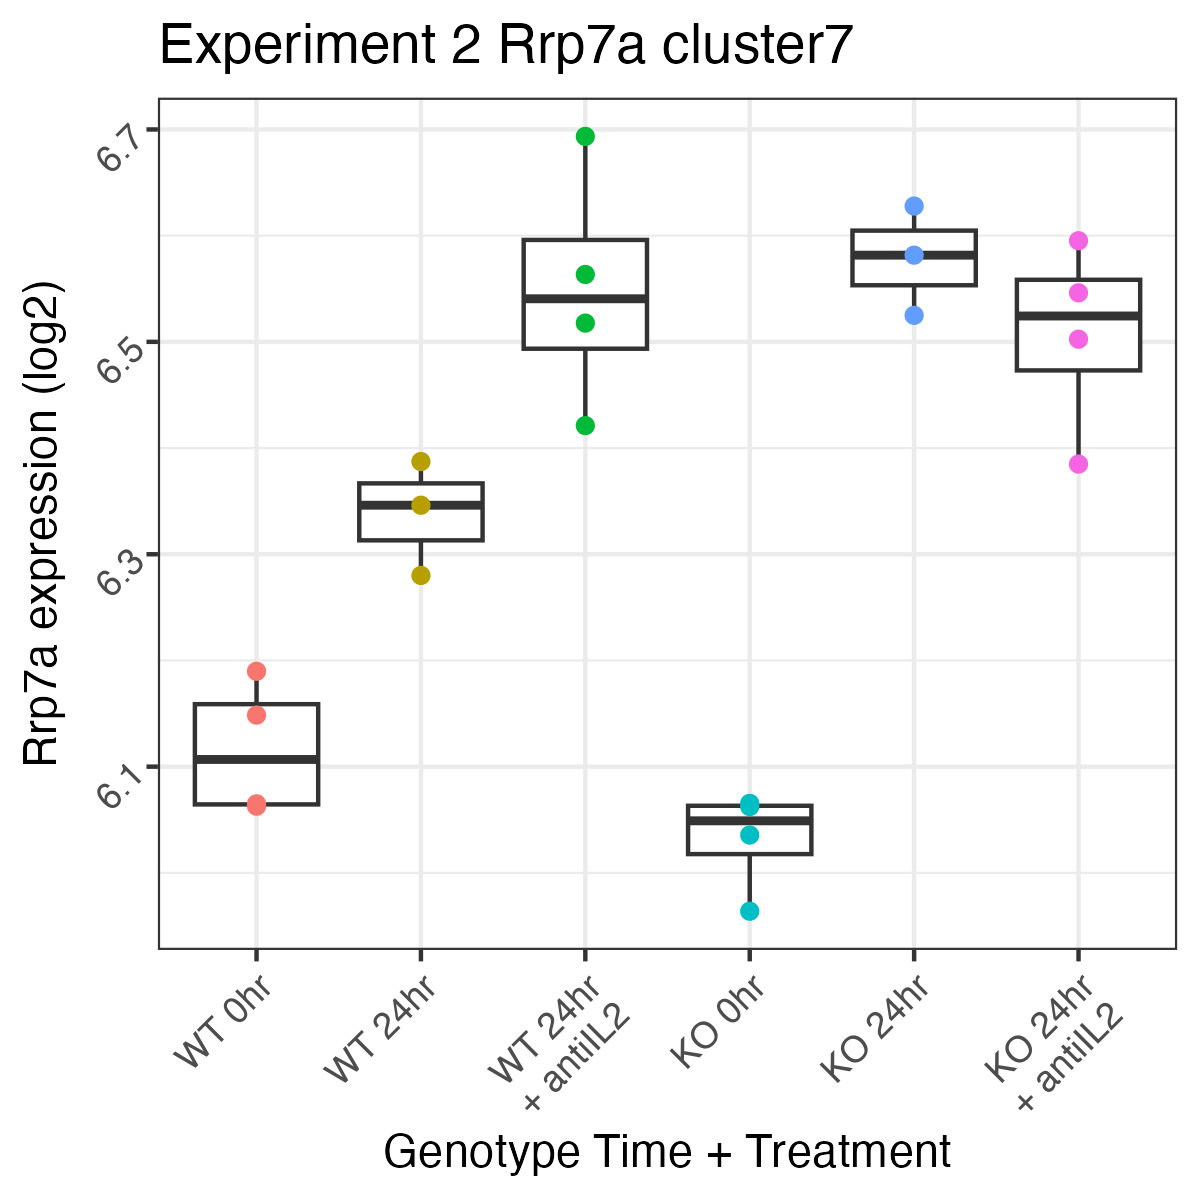 Experiment 2 Rrp7a cluster7
Rrp7a expression (log2)
6.7
6.5
6.3
6.1
WT 0hr
WT 24hr
WT 24hr
+ antiIL2
KO 0hr
KO 24hr
KO 24hr
+ antiIL2
Genotype Time + Treatment